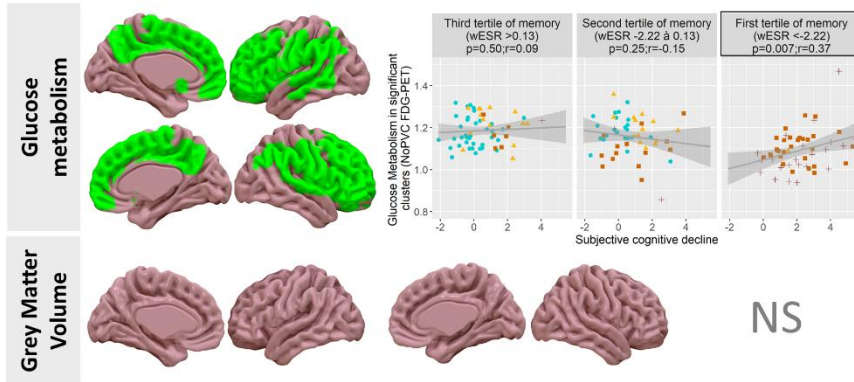 Glucose
metabolism
Third tertile of memory
(wESR >0.13)
p=0.50;r=0.09
Second tertile of memory
(wESR -2.22 à 0.13)
p=0.25;r=-0.15
First tertile of memory
(wESR <-2.22)
p=0.007;r=0.37
Glucose Metabolism in significant
clusters (NoPVC FDG-PET)
1.4
1.2
1.0
0.8
-2 0 2 4
-2 0 2 4
-2 0 2 4
Subjective cognitive decline
Grey Matter
Volume
NS